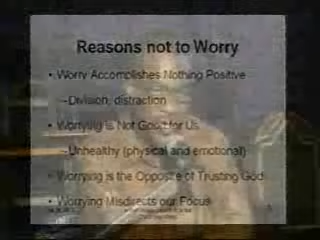 Reasons not to Worry
• Worry Accomplishes Nothing Positive
–Division, distraction
• Worrying is Not Good for Us
–Unhealthy (physical and emotional)
• Worrying is the Opposite of Trusting God
• Worrying Misdirects our Focus